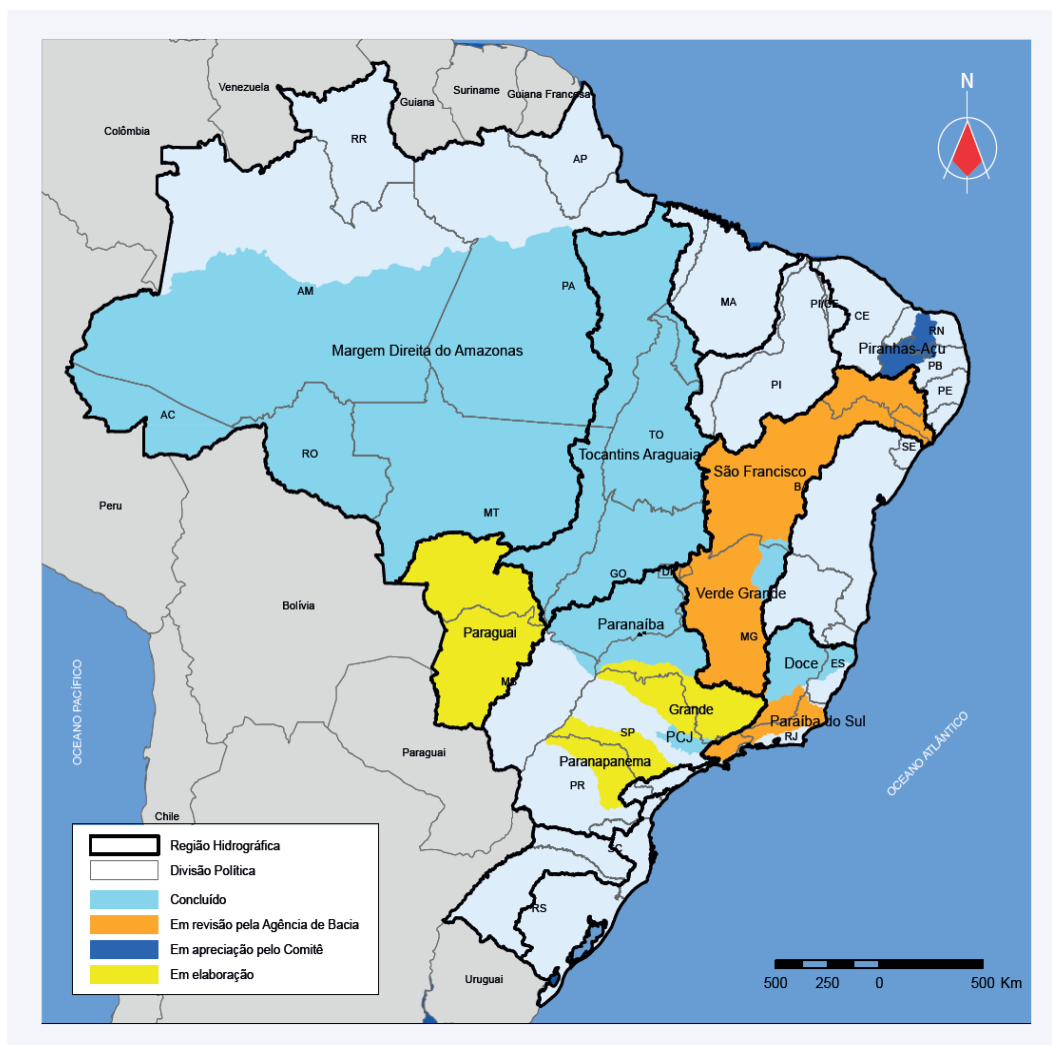 N
Venezuela
Suriname
Guiana
Guiana Francesa
Colômbia
RR
AP
AM
PA
MA
PI/CE
CE
RN
Piranhas-Açu
PB
Margem Direita do Amazonas
PI
PE
AC
TO
RO
Tocantins Araguaia
SE
São Francisco
B
Peru
MT
GO
DF
Verde Grande
Bolívia
Paranaíba
Paraguai
MG
Doce
ES
MS
Grande
Paraíba do Sul
SP
PCJ
RJ
OCEANO PACÍFICO
OCEANO ATLÂNTICO
Paraguai
Paranapanema
PR
Chile
SC
RS
Uruguai
Região Hidrográfica
Divisão Política
Concluído
Em revisão pela Agência de Bacia
Em apreciação pelo Comitê
Em elaboração
500 250 0 500 Km